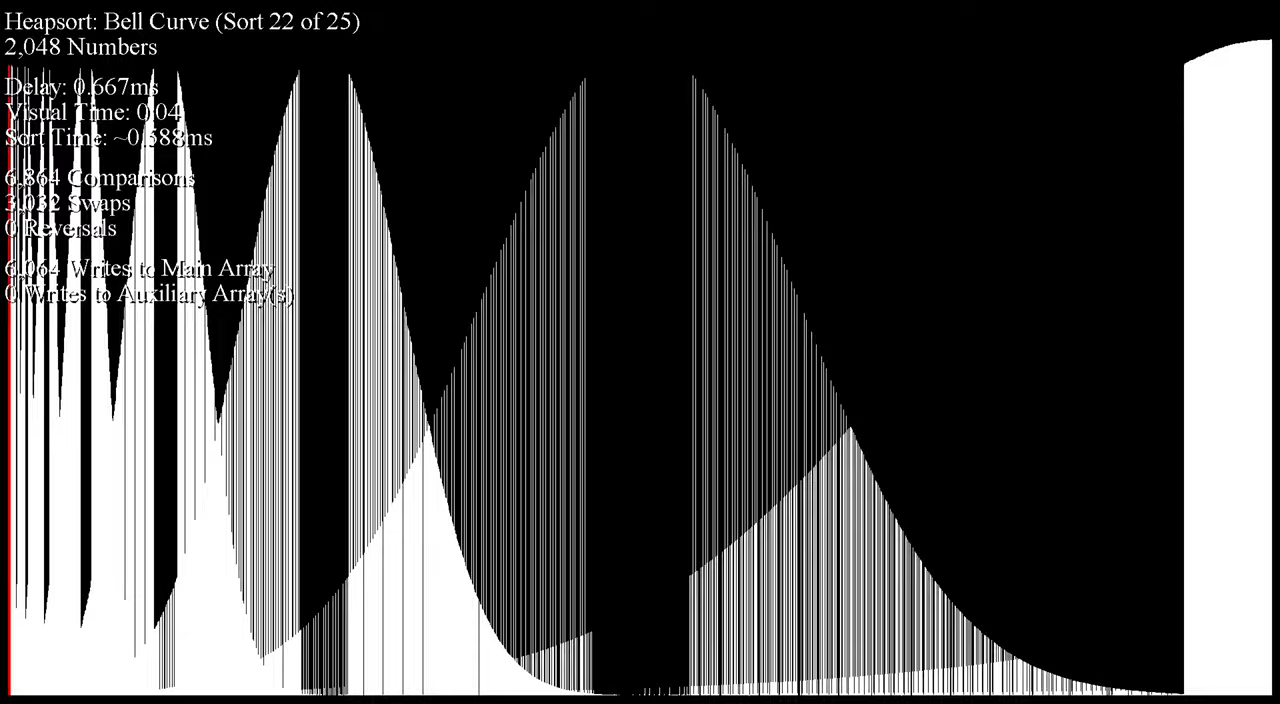 Heapsort: Bell Curve (Sort 22 of 25)
2,048 Numbers
Delay: 0.667ms
Visual Time: 0:04
Sort Time: ~0.588ms
6,864 Comparisons
3,032 Swaps
0 Reversals
6,064 Writes to Main Array
0 Writes to Auxiliary Array(s)